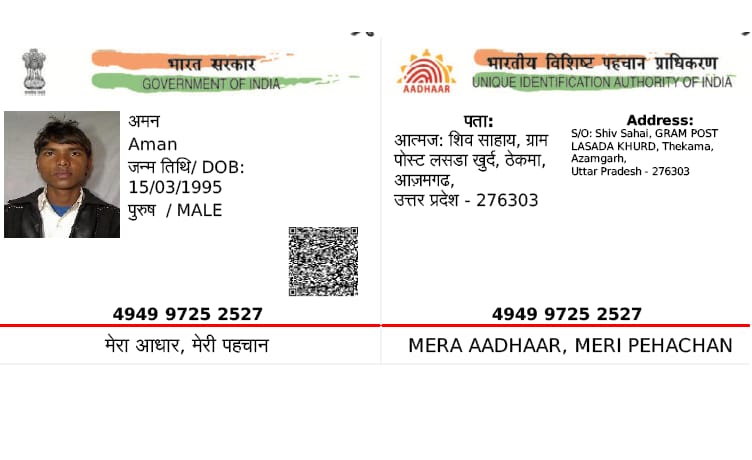 भारत सरकार
GOVERNMENT OF INDIA
अमन
Aman
जन्म तिथि/ DOB:
15/03/1995
पुरुष / MALE
4949 9725 2527
मेरा आधार, मेरी पहचान
AADHAAR
भारतीय विशिष्ट पहचान प्राधिकरण
UNIQUE IDENTIFICATION AUTHORITY OF INDIA
पता:
आत्मज: शिव साहाय, ग्राम
पोस्ट लसडा खुर्द, ठेकमा,
आज़मगढ,
उत्तर प्रदेश - 276303
Address:
S/O: Shiv Sahai, GRAM POST
LASADA KHURD, Thekama,
Azamgarh,
Uttar Pradesh - 276303
4949 9725 2527
MERA AADHAAR, MERI PEHACHAN